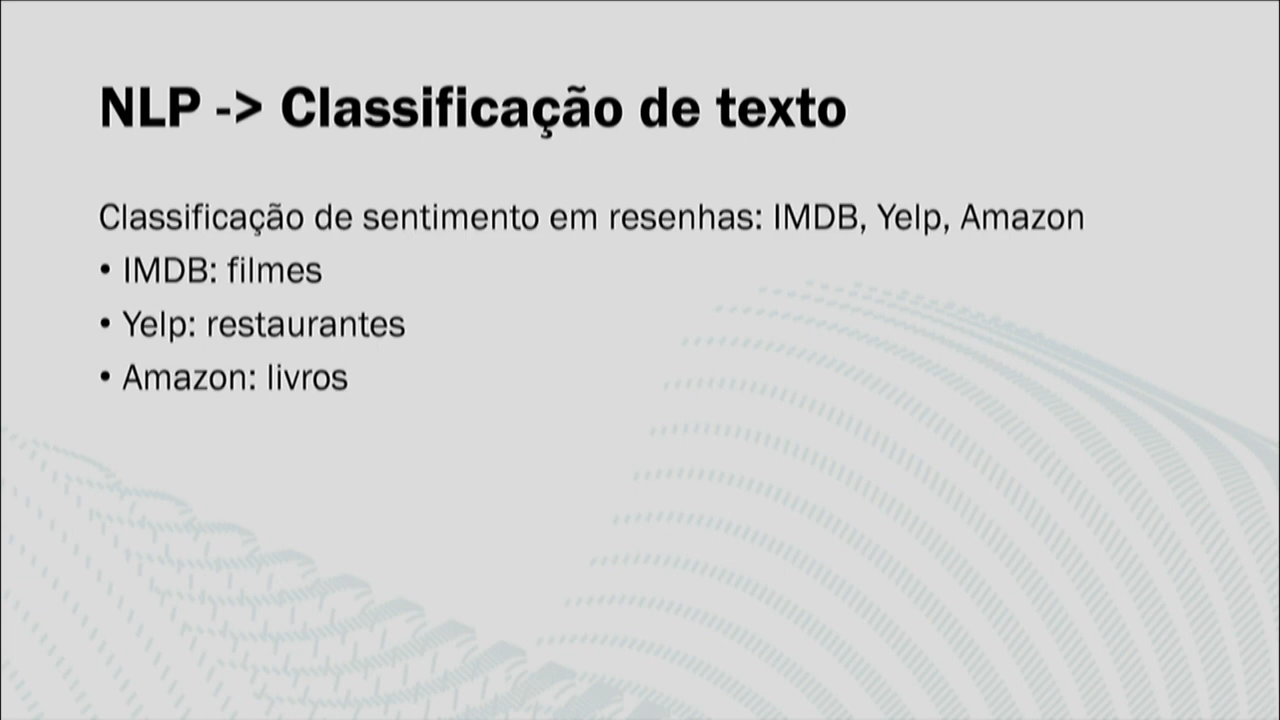 NLP -> Classificação de texto
Classificação de sentimento em resenhas: IMDB, Yelp, Amazon
• IMDB: filmes
• Yelp: restaurantes
• Amazon: livros